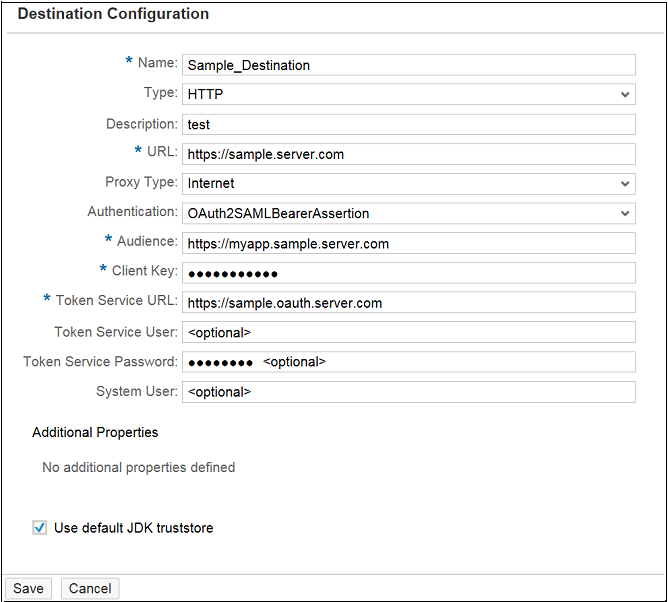 Destination Configuration
* Name: Sample_Destination
Type: HTTP
Description: test
* URL: https://sample.server.com
Proxy Type: Internet
Authentication: OAuth2SAMLBearerAssertion
* Audience: https://myapp.sample.server.com
* Client Key: ●●●●●●●●●●●
* Token Service URL: https://sample.oauth.server.com
Token Service User: <optional>
Token Service Password: ●●●●●●●● <optional>
System User: <optional>
Additional Properties
No additional properties defined
Use default JDK truststore
Save Cancel